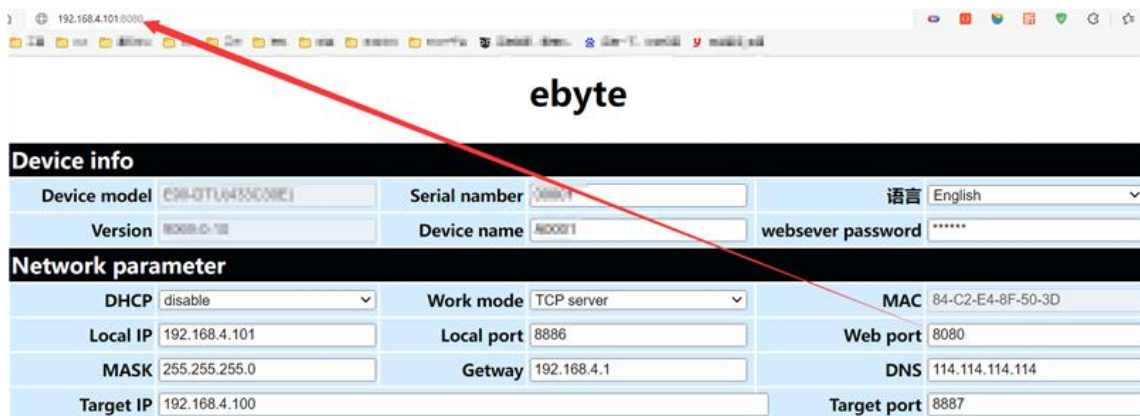 192.168.4.101:8080
ebyte
Device info
Device model Serial namber 语言 English
Version Device name websever password ******
Network parameter
DHCP disable Work mode TCP server MAC 84-C2-E4-8F-50-3D
Local IP 192.168.4.101 Local port 8886 Web port 8080
MASK 255.255.255.0 Getway 192.168.4.1 DNS 114.114.114.114
Target IP 192.168.4.100 Target port 8887